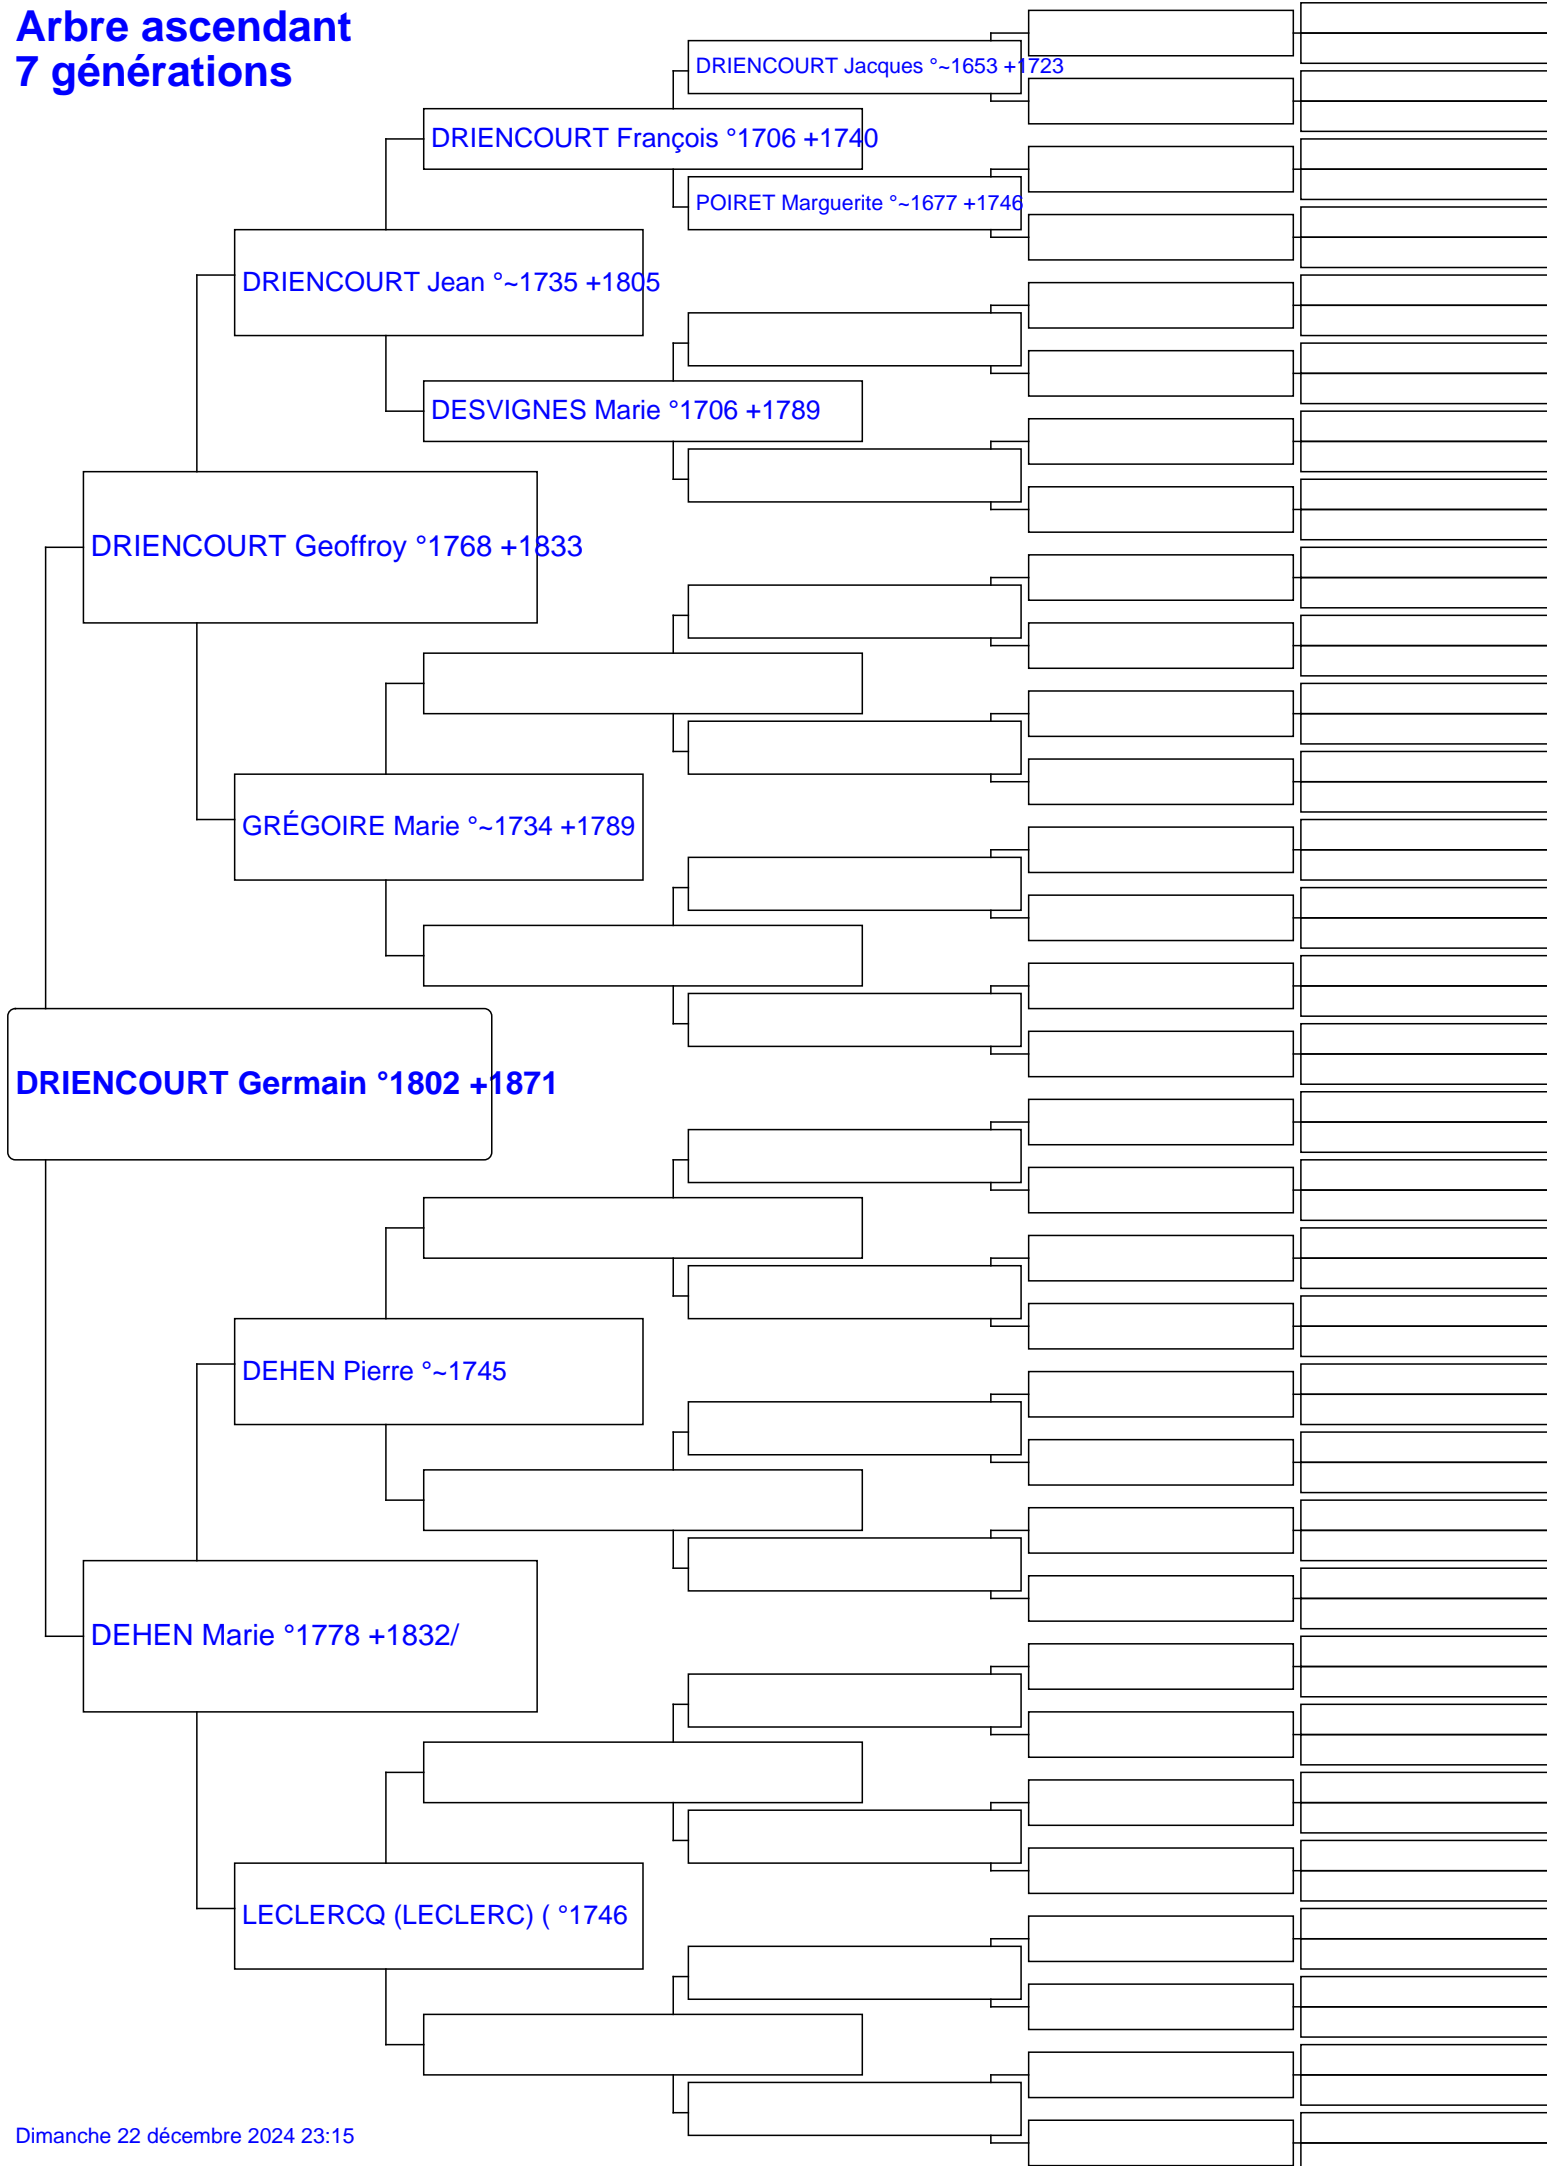 Arbre ascendant
7 générations
DRIENCOURT Jacques °~1653 +1723
DRIENCOURT François °1706 +1740
POIRET Marguerite °~1677 +1746
DRIENCOURT Jean °~1735 +1805
DESVIGNES Marie °1706 +1789
DRIENCOURT Geoffroy °1768 +1833
GRÉGOIRE Marie °~1734 +1789
DRIENCOURT Germain °1802 +1871
DEHEN Pierre °~1745
DEHEN Marie °1778 +1832/
LECLERCQ (LECLERC) ( °1746
Dimanche 22 décembre 2024 23:15